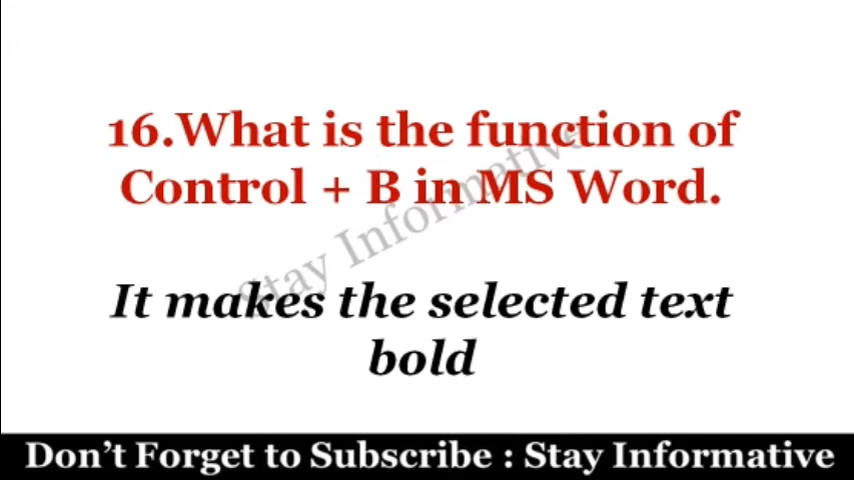 16.What is the function of
Control + B in MS Word.
Stay Informative
It makes the selected text
bold
Don't Forget to Subscribe : Stay Informative